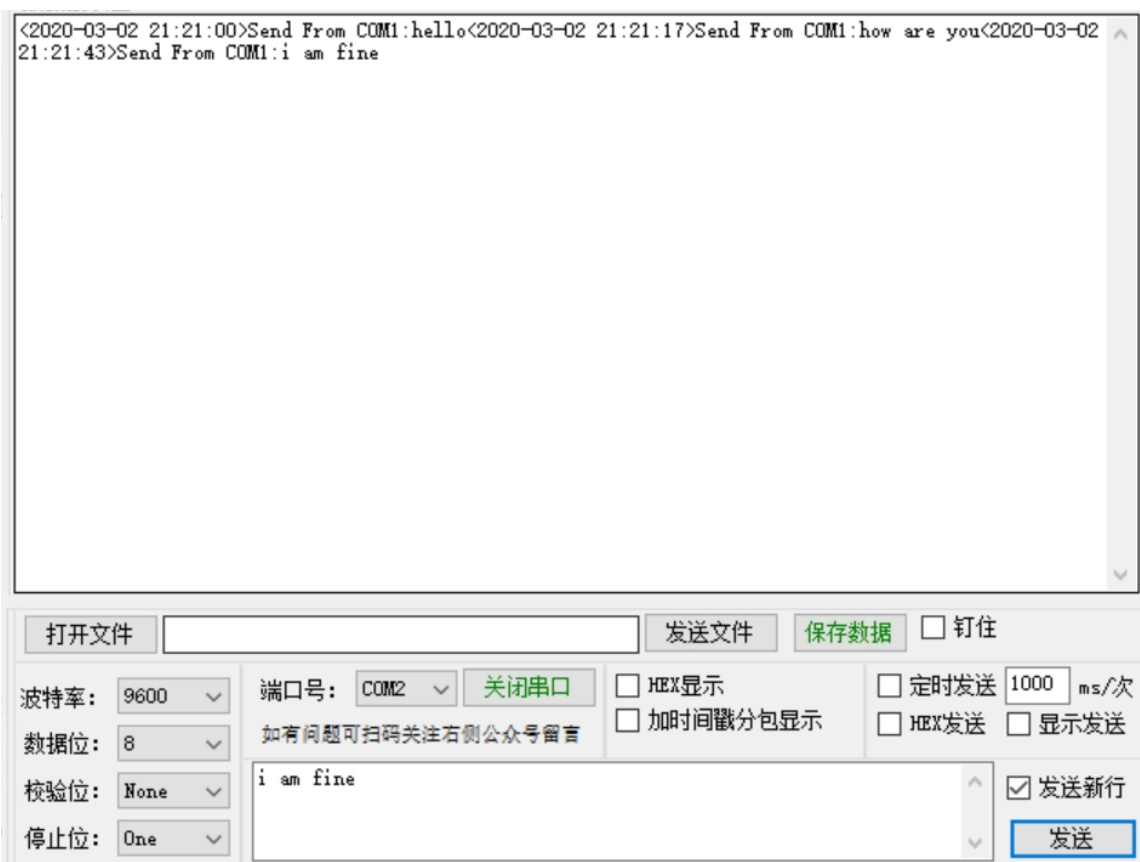 <2020-03-02 21:21:00>Send From COM1:hello<2020-03-02 21:21:17>Send From COM1:how are you<2020-03-02
21:21:43>Send From COM1:i am fine
打开文件 发送文件 保存数据 钉住
波特率: 9600 端口号: COM2 关闭串口 HEX显示 定时发送 1000 ms/次
数据位: 8 如有问题可扫码关注右侧公众号留言 加时间戳分包显示 HEX发送 显示发送
校验位: None i am fine 发送新行
停止位: One 发送